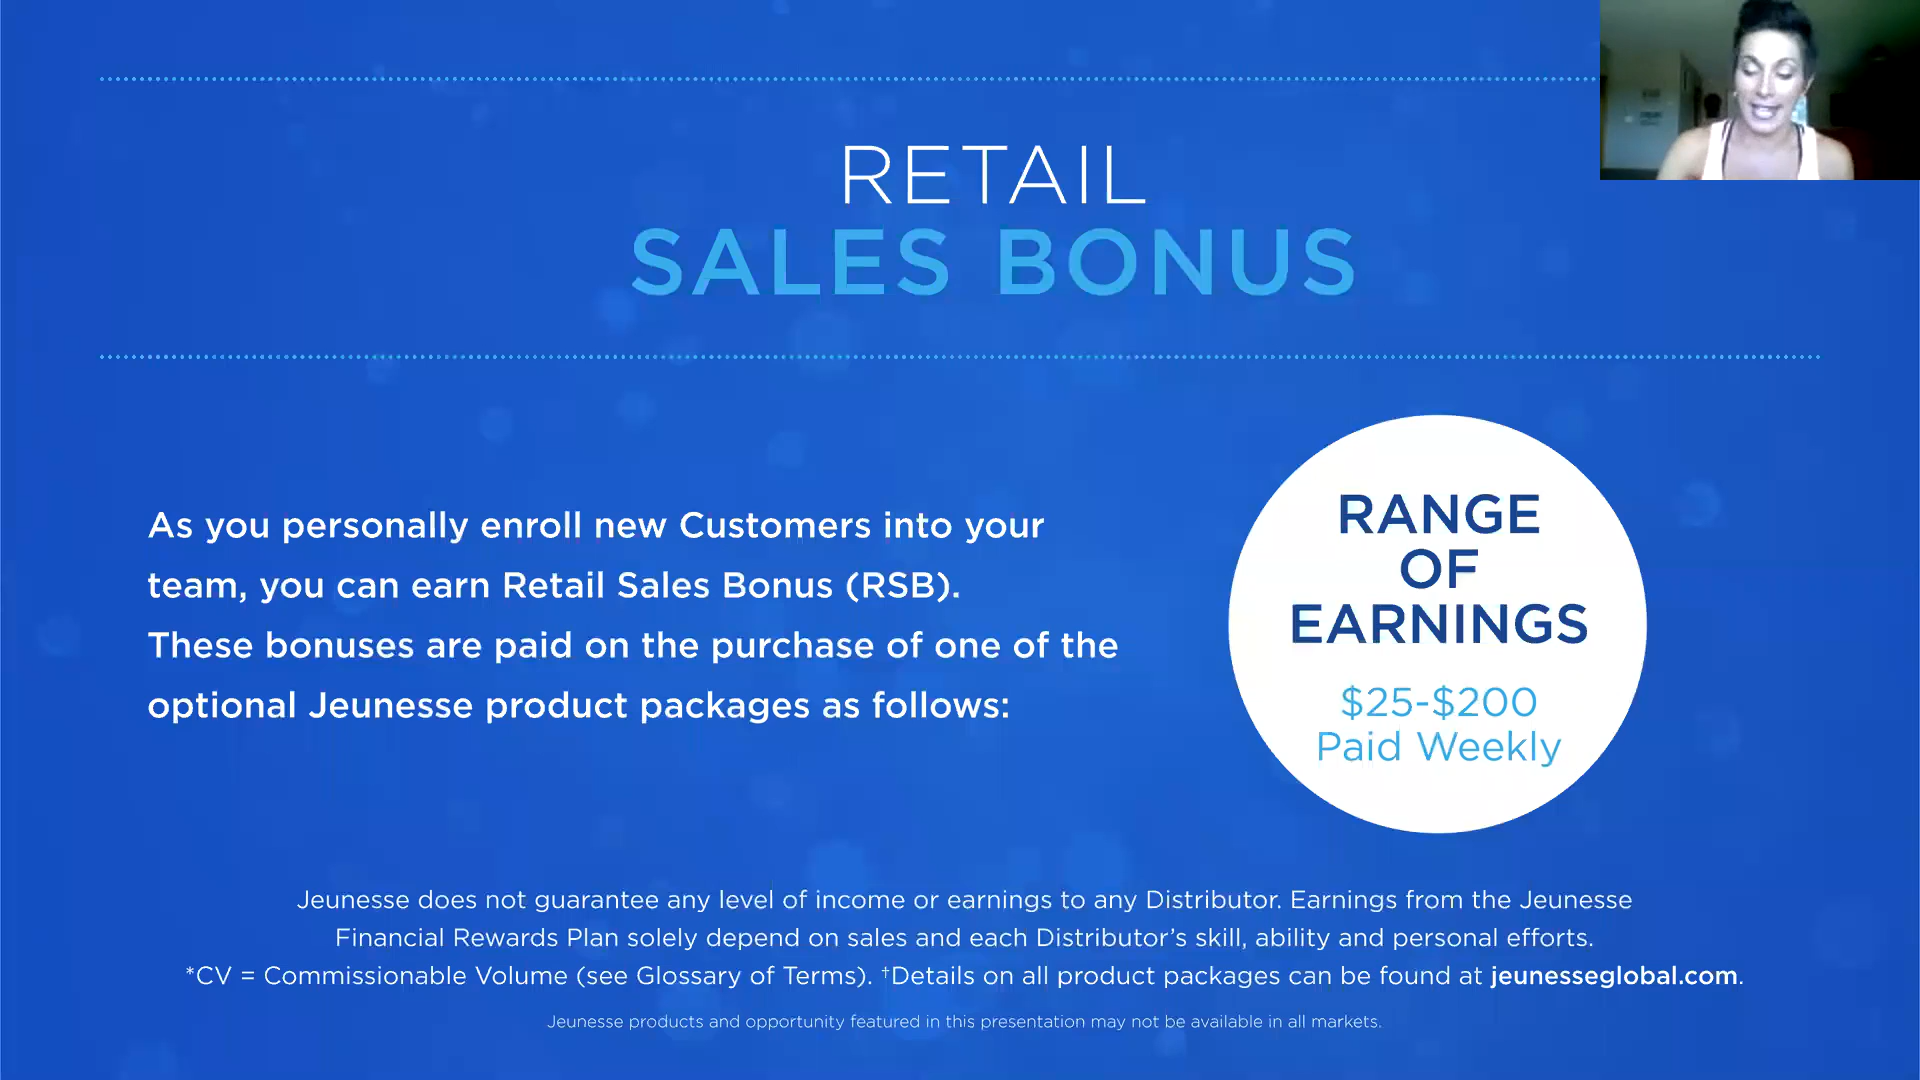 RETAIL
SALES BONUS
As you personally enroll new Customers into your
team, you can earn Retail Sales Bonus (RSB).
These bonuses are paid on the purchase of one of the
optional Jeunesse product packages as follows:
RANGE
OF
EARNINGS
$25-$200
Paid Weekly
Jeunesse does not guarantee any level of income or earnings to any Distributor. Earnings from the Jeunesse
Financial Rewards Plan solely depend on sales and each Distributor’s skill, ability and personal efforts.
*CV = Commissionable Volume (see Glossary of Terms). †Details on all product packages can be found at jeunesseglobal.com.
Jeunesse products and opportunity featured in this presentation may not be available in all markets.